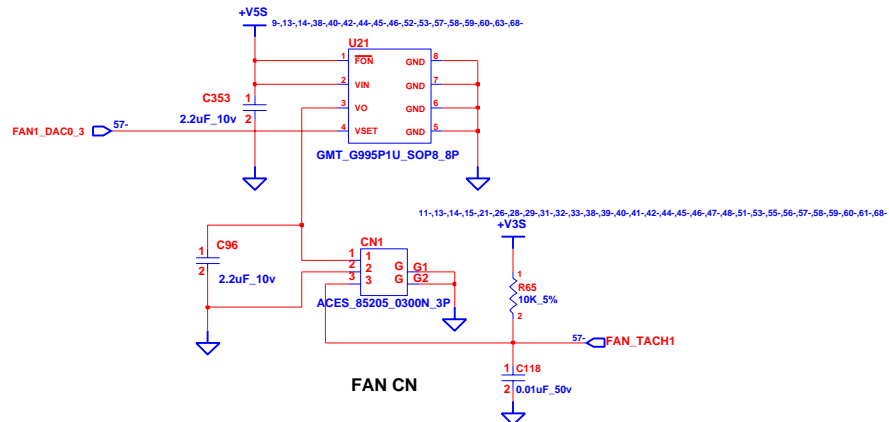 +V5S
9-,13-,14-,38-,40-,42-,44-,45-,46-,52-,53-,57-,58-,59-,60-,63-,68-
U21
1 FON GND 8
2 VIN GND 7
3 VO GND 6
4 VSET GND 5
GMT_G995P1U_SOP8_8P
C353
1
2
2.2uF_10v
FAN1_DAC0_3
57-
11-,13-,14-,15-,21-,26-,28-,29-,31-,32-,33-,38-,39-,40-,41-,42-,44-,45-,46-,47-,48-,51-,53-,55-,56-,57-,58-,59-,60-,61-,68-
+V3S
C96
1
2
2.2uF_10v
CN1
1 1
2 2 G G1
3 3 G G2
ACES_85205_0300N_3P
1
R65
10K_5%
2
57-
FAN_TACH1
C118
1
2
0.01uF_50v
FAN CN